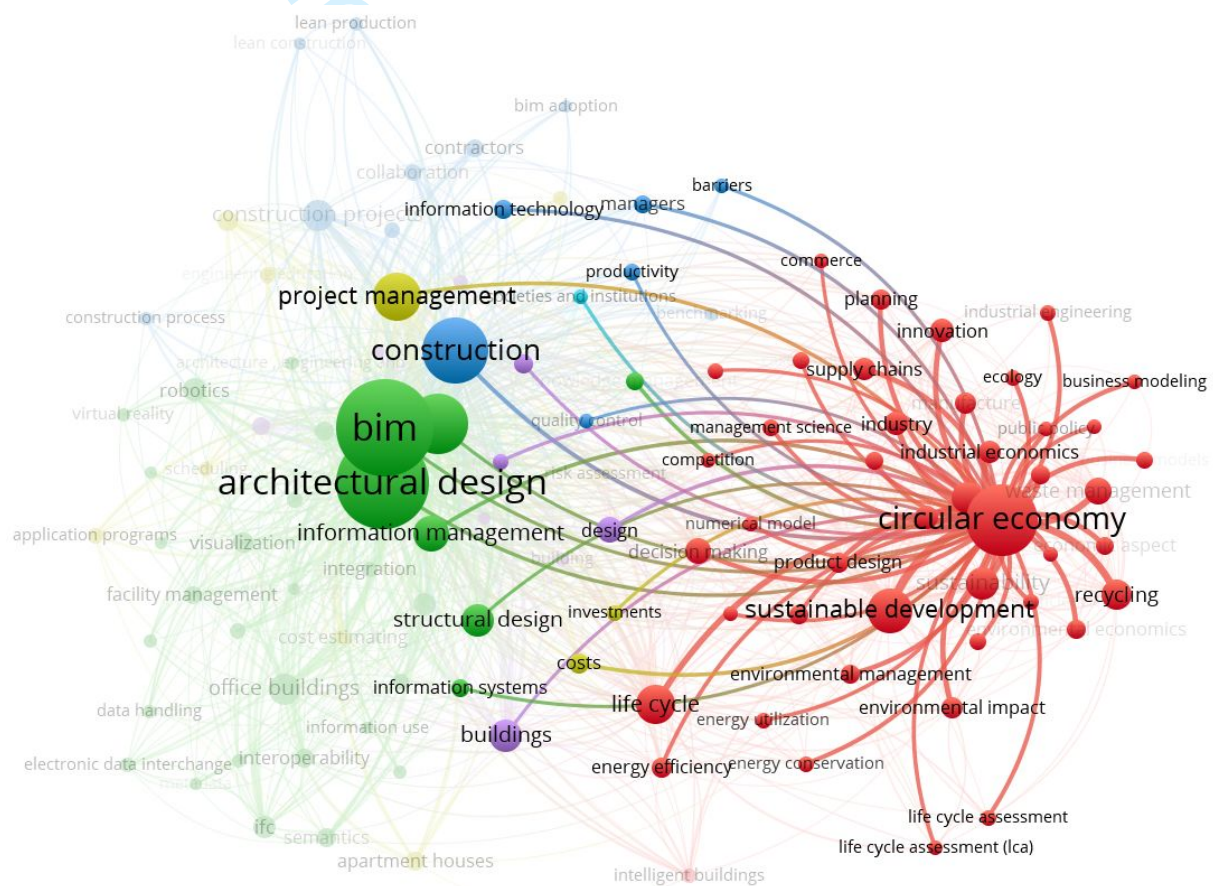 lean production
lean construction
bim adoption
contractors
collaboration
barriers
managers
information technology
construction projects
commerce
productivity
project management
societies and institutions
planning
industrial engineering
construction process
benchmarking
innovation
construction
supply chains
ecology
business modeling
robotics
manufacture
virtual reality
bim
quality control
management science
industry
public policy
industrial economics
competition
scheduling
risk assessment
architectural design
waste management
circular economy
application programs
visualization
information management
design
numerical model
decision making
economic aspect
building
product design
integration
sustainability
facility management
recycling
structural design
investments
sustainable development
cost estimating
environmental economics
costs
environmental management
office buildings
information systems
life cycle
environmental impact
data handling
information use
energy utilization
buildings
electronic data interchange
interoperability
energy efficiency
energy conservation
ifc
semantics
life cycle assessment
life cycle assessment (lca)
apartment houses
intelligent buildings